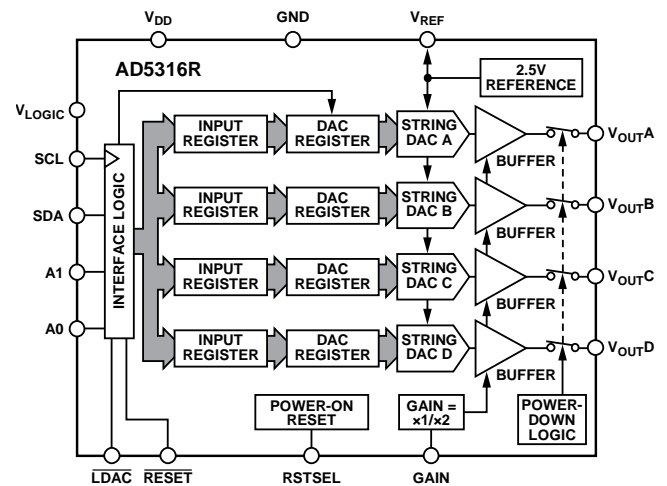 VDD GND VREF
AD5316R
2.5V
REFERENCE
VLOGIC
SCL
SDA
A1
A0
INTERFACE LOGIC
INPUT
REGISTER
DAC
REGISTER
STRING
DAC A
BUFFER
VOUTA
INPUT
REGISTER
DAC
REGISTER
STRING
DAC B
BUFFER
VOUTB
INPUT
REGISTER
DAC
REGISTER
STRING
DAC C
BUFFER
VOUTC
INPUT
REGISTER
DAC
REGISTER
STRING
DAC D
BUFFER
VOUTD
POWER-ON
RESET
GAIN =
×1/×2
POWER-
DOWN
LOGIC
LDAC RESET RSTSEL GAIN